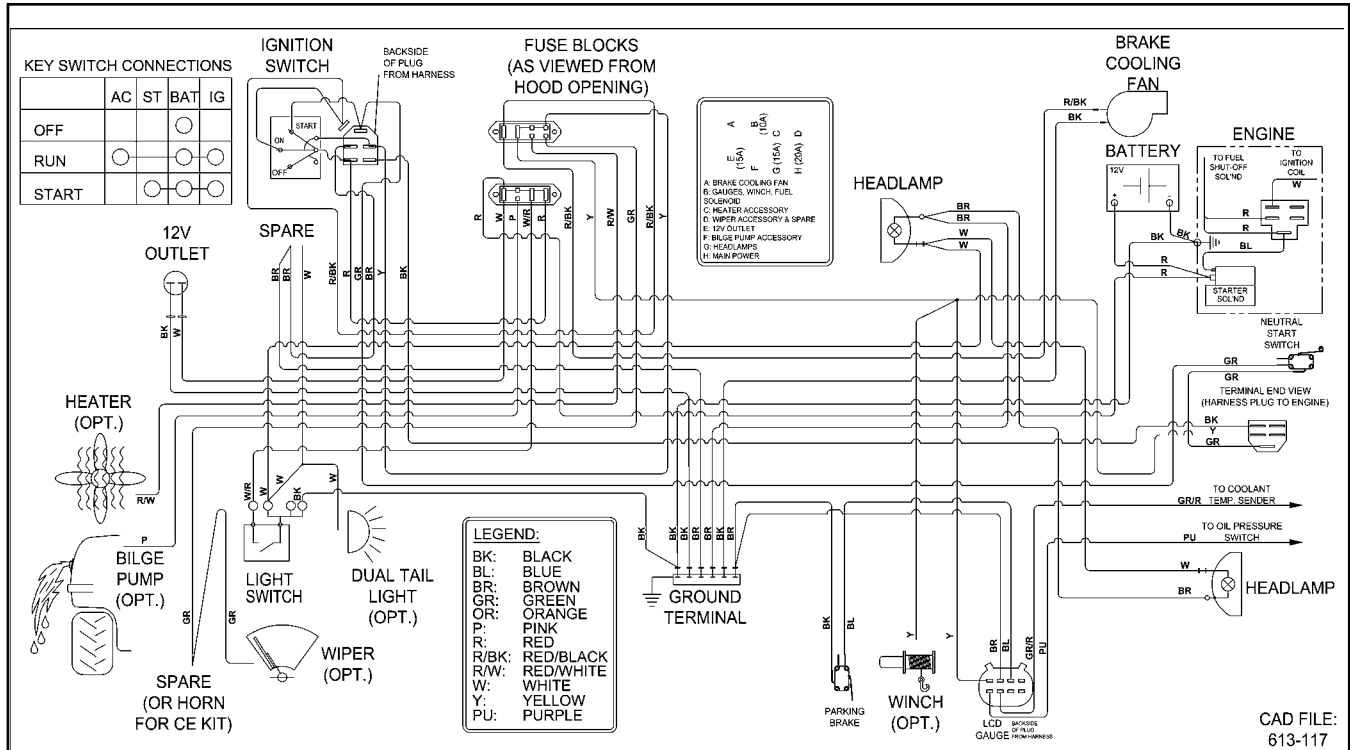 KEY SWITCH CONNECTIONS
AC ST BAT IG
OFF
RUN
START
IGNITION
SWITCH
BACKSIDE
OF PLUG
FROM HARNESS
START
ON
OFF
FUSE BLOCKS
(AS VIEWED FROM
HOOD OPENING)
A
B
(10A)
E
(15A)
F
G (15A) C
H (20A) D
A: BRAKE COOLING FAN
B: GAUGES, WINCH, FUEL
SOLENOID
C: HEATER ACCESSORY
D: WIPER ACCESSORY & SPARE
E: 12V OUTLET
F: BILGE PUMP ACCESSORY
G: HEADLAMPS
H: MAIN POWER
BRAKE
COOLING
FAN
R/BK
BK
BATTERY
12V
+
-
ENGINE
TO FUEL
SHUT-OFF
SOL'ND
TO
IGNITION
COIL
W
R
R
BL
BK
BK
R
R
STARTER
SOL'ND
HEADLAMP
BR
BR
W
W
12V
OUTLET
SPARE
BR
BR
W
R/BK
R
GR
BR
Y
BK
R
W
P
W/R
R
R/BK
Y
R/W
GR
R/BK
Y
BK
W
NEUTRAL
START
SWITCH
GR
GR
TERMINAL END VIEW
(HARNESS PLUG TO ENGINE)
BK
Y
GR
HEATER
(OPT.)
R/W
P
BILGE
PUMP
(OPT.)
GR
GR
SPARE
(OR HORN
FOR CE KIT)
W/R
W
W
BK
W
LIGHT
SWITCH
DUAL TAIL
LIGHT
(OPT.)
WIPER
(OPT.)
LEGEND:
BK: BLACK
BL: BLUE
BR: BROWN
GR: GREEN
OR: ORANGE
P: PINK
R: RED
R/BK: RED/BLACK
R/W: RED/WHITE
W: WHITE
Y: YELLOW
PU: PURPLE
BK
BK
BK
BR
BR
BK
BR
GROUND
TERMINAL
BK
BL
PARKING
BRAKE
Y
WINCH
(OPT.)
Y
BR
BL
GR/R
PU
LCD
GAUGE
BACKSIDE
OF PLUG
FROM HARNESS
TO COOLANT
GR/R TEMP. SENDER
TO OIL PRESSURE
PU SWITCH
W
BR
HEADLAMP
CAD FILE:
613-117